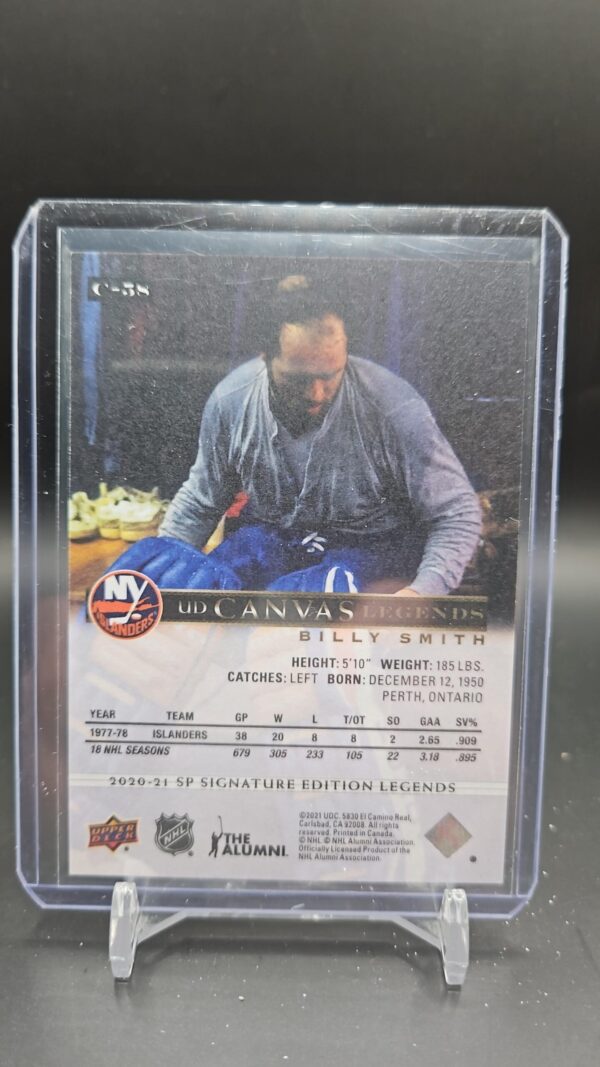 C-58
NY
ISLANDERS
UD CANVAS LEGENDS
BILLY SMITH
HEIGHT: 5'10" WEIGHT: 185 LBS.
CATCHES: LEFT BORN: DECEMBER 12, 1950
PERTH, ONTARIO
YEAR TEAM GP W L T/OT SO GAA SV%
1977-78 ISLANDERS 38 20 8 8 2 2.65 .909
18 NHL SEASONS 679 305 233 105 22 3.18 .895
2020-21 SP SIGNATURE EDITION LEGENDS
UPPER DECK
NHL
THE ALUMNI
©2021 UDC. 5830 El Camino Real,
Carlsbad, CA 92008. All rights
reserved. Printed in Canada.
© NHL © NHL Alumni Association.
Officially Licensed Product of the
NHL Alumni Association.